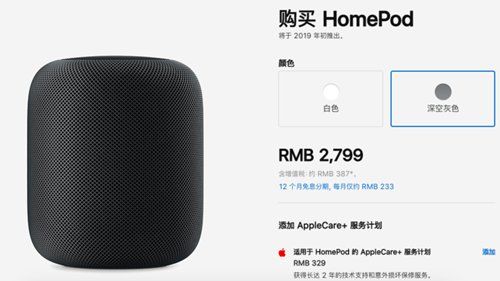 购买 HomePod
将于 2019 年初推出。
颜色
白色
深空灰色
RMB 2,799
含增值税: 约 RMB 387*。
12 个月免息分期, 每月仅约 RMB 233
添加 AppleCare+ 服务计划
适用于 HomePod 的 AppleCare+ 服务计划
添加
RMB 329
获得长达 2 年的技术支持和意外损坏保修服务。